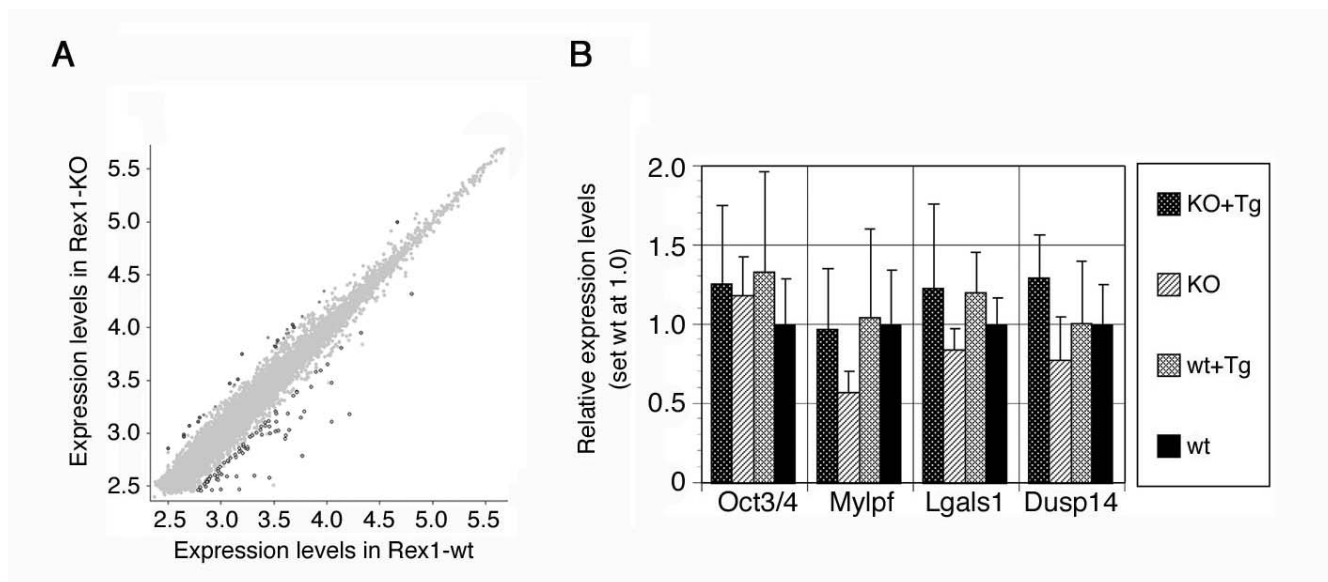 A
Expression levels in Rex1-KO
5.5
5.0
4.5
4.0
3.5
3.0
2.5
2.5 3.0 3.5 4.0 4.5 5.0 5.5
Expression levels in Rex1-wt
B
Relative expression levels
(set wt at 1.0)
2.0
1.5
1.0
0.5
0
Oct3/4 Mylpf Lgals1 Dusp14
KO+Tg
KO
wt+Tg
wt